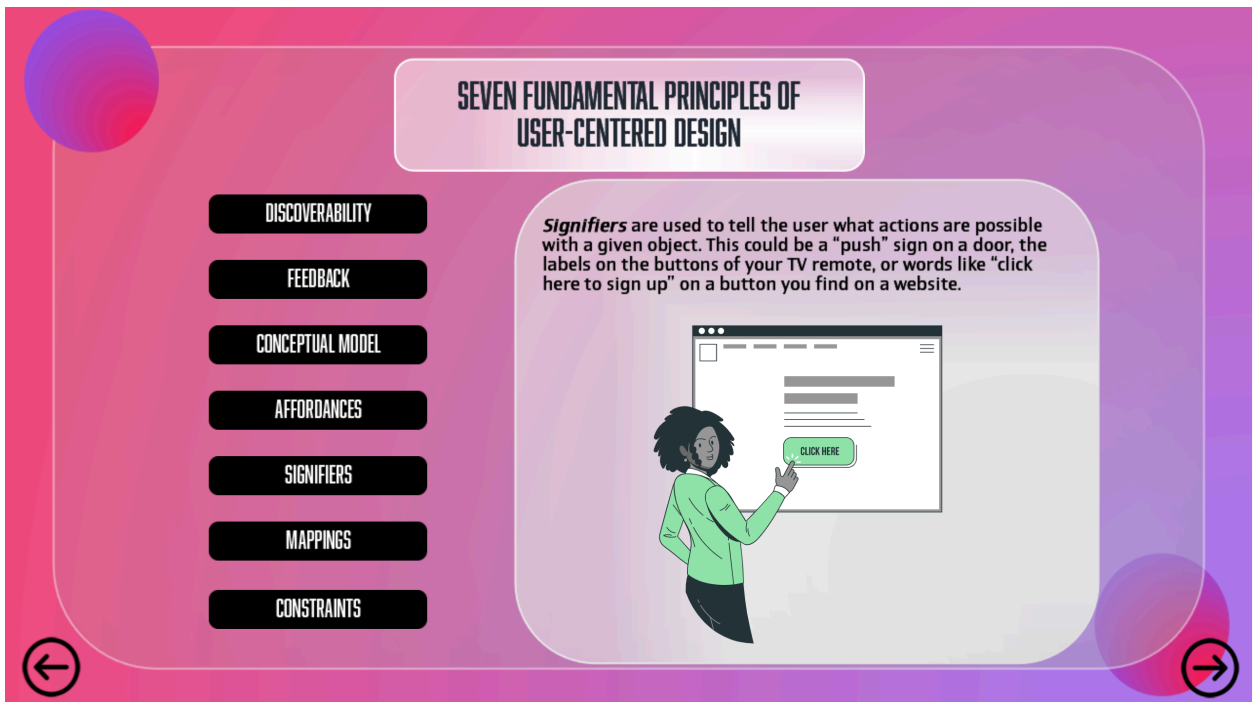 SEVEN FUNDAMENTAL PRINCIPLES OF
USER-CENTERED DESIGN
DISCOVERABILITY
FEEDBACK
CONCEPTUAL MODEL
AFFORDANCES
SIGNIFIERS
MAPPINGS
CONSTRAINTS
Signifiers are used to tell the user what actions are possible
with a given object. This could be a “push” sign on a door, the
labels on the buttons of your TV remote, or words like “click
here to sign up” on a button you find on a website.
CLICK HERE